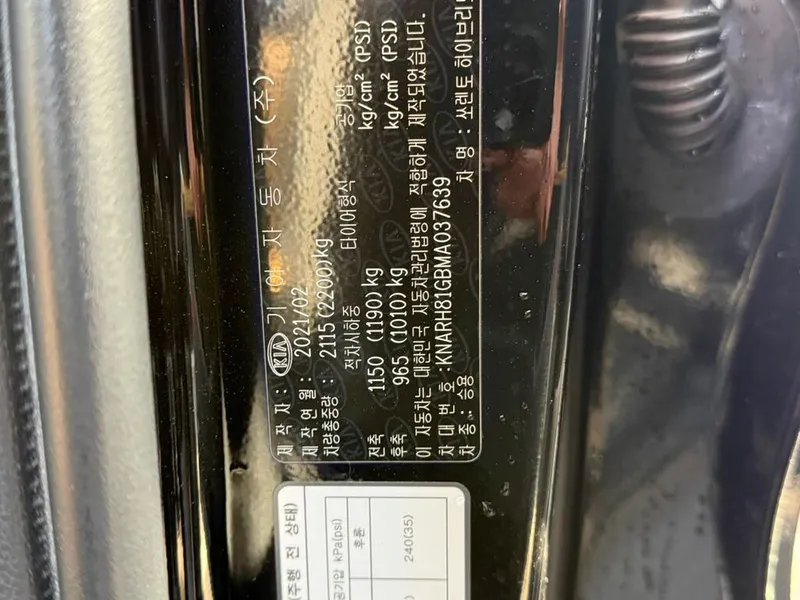 제 작 자 : KIA 기 아 자 동 차 (주)
제 작 연 월 : 2021/02
차량총중량 : 2115(2200)kg
적차시하중 타이어형식 공기압
전축 1150 (1190)kg kg/cm² (PSI)
후축 965 (1010)kg kg/cm² (PSI)
이 자동차는 대한민국 자동차관리법령에 적합하게 제작되었습니다.
차 대 번 호 : KNARH81GBMA037639
차 종 : 승용 차 명 : 쏘렌토 하이브리드
(주행 전 상태)
공기압 kPa(psi)
후륜
240(35)